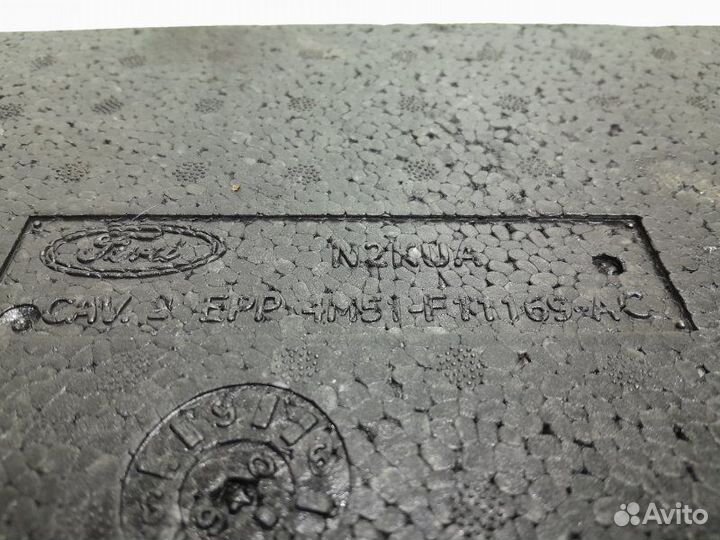 Ford
N2KUA
CAV. 3 EPP 4M51-F11169-AC
Avito